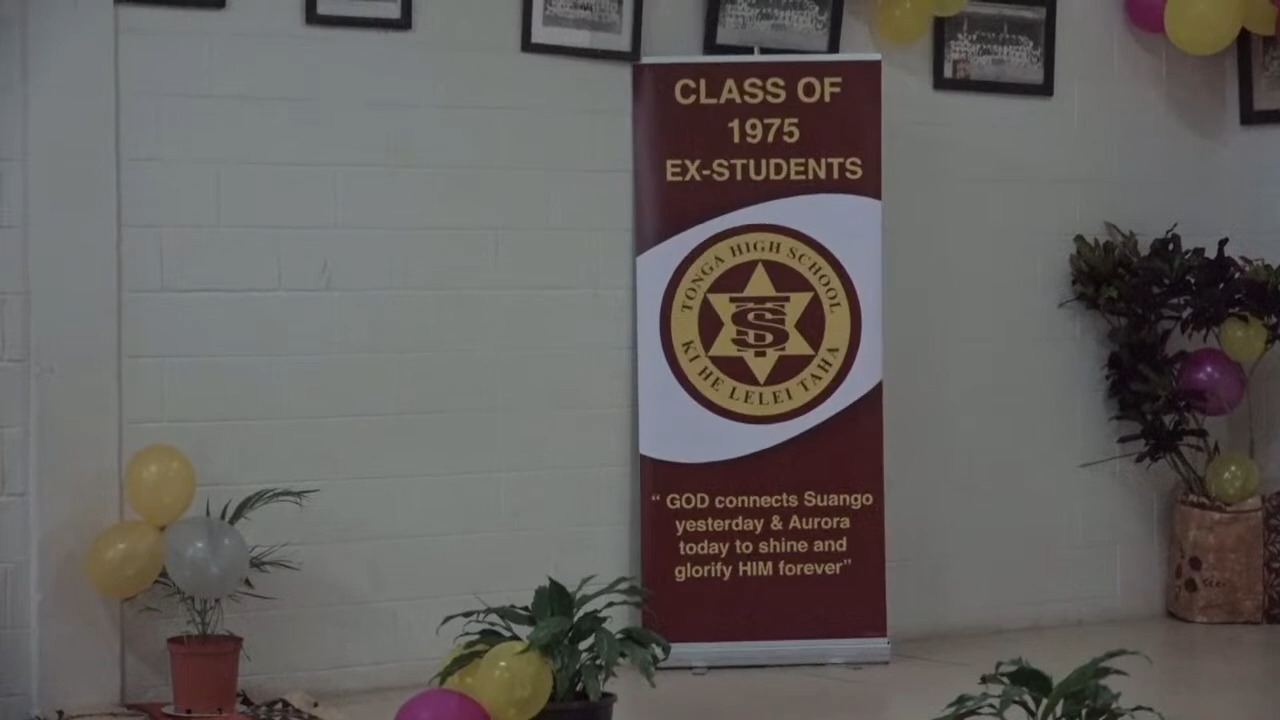 CLASS OF
1975
EX-STUDENTS
TONGA HIGH SCHOOL
TS
KI HE LELEI TAHA
“ GOD connects Suango
yesterday & Aurora
today to shine and
glorify HIM forever”